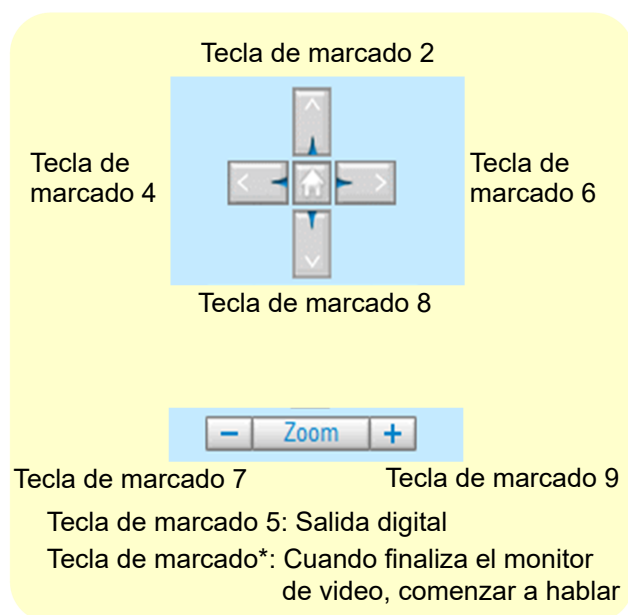 Tecla de marcado 2
Tecla de
marcado 4
Tecla de
marcado 6
Tecla de marcado 8
− Zoom +
Tecla de marcado 7
Tecla de marcado 9
Tecla de marcado 5: Salida digital
Tecla de marcado*: Cuando finaliza el monitor
de video, comenzar a hablar